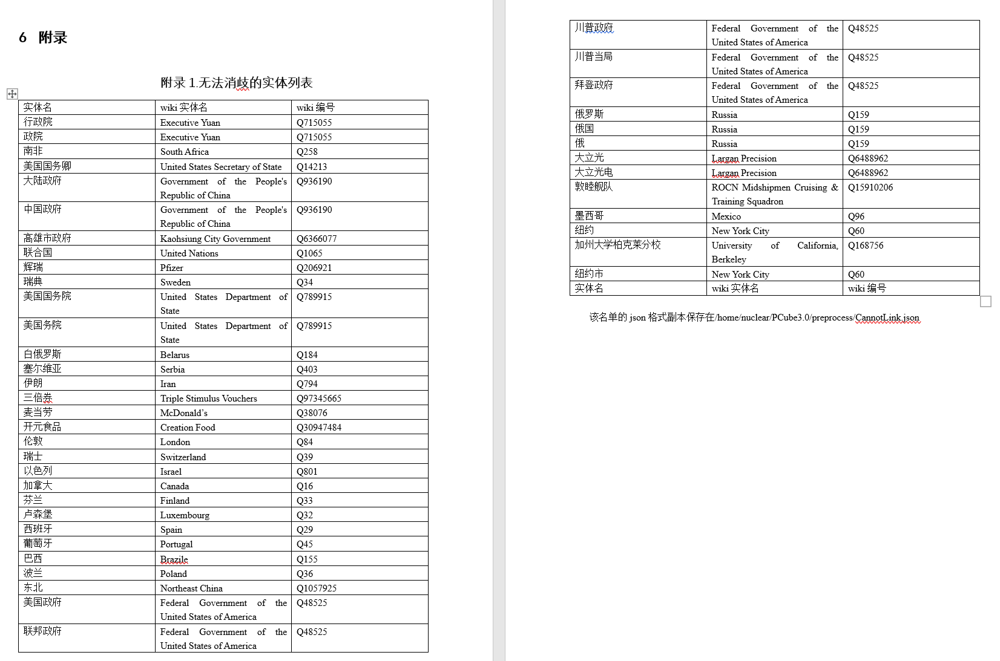 6 附录
附录 1.无法消歧的实体列表
实体名 wiki 实体名 wiki 编号
行政院 Executive Yuan Q715055
政院 Executive Yuan Q715055
南非 South Africa Q258
美国国务卿 United States Secretary of State Q14213
大陆政府 Government of the People's Q936190
Republic of China
中国政府 Government of the People's Q936190
Republic of China
高雄市政府 Kaohsiung City Government Q6366077
联合国 United Nations Q1065
辉瑞 Pfizer Q206921
瑞典 Sweden Q34
美国国务院 United States Department of Q789915
State
美国务院 United States Department of Q789915
State
白俄罗斯 Belarus Q184
塞尔维亚 Serbia Q403
伊朗 Iran Q794
三倍券 Triple Stimulus Vouchers Q97345665
麦当劳 McDonald’s Q38076
开元食品 Creation Food Q30947484
伦敦 London Q84
瑞士 Switzerland Q39
以色列 Israel Q801
加拿大 Canada Q16
芬兰 Finland Q33
卢森堡 Luxembourg Q32
西班牙 Spain Q29
葡萄牙 Portugal Q45
巴西 Brazile Q155
波兰 Poland Q36
东北 Northeast China Q1057925
美国政府 Federal Government of the Q48525
United States of America
联邦政府 Federal Government of the Q48525
United States of America
川普政府 Federal Government of the Q48525
United States of America
川普当局 Federal Government of the Q48525
United States of America
拜登政府 Federal Government of the Q48525
United States of America
俄罗斯 Russia Q159
俄国 Russia Q159
俄 Russia Q159
大立光 Largan Precision Q6488962
大立光电 Largan Precision Q6488962
敦睦舰队 ROCN Midshipmen Cruising & Q15910206
Training Squadron
墨西哥 Mexico Q96
纽约 New York City Q60
加州大学柏克莱分校 University of California, Q168756
Berkeley
纽约市 New York City Q60
实体名 wiki 实体名 wiki 编号
该名单的 json 格式副本保存在/home/nuclear/PCube3.0/preprocess/CannotLink.json